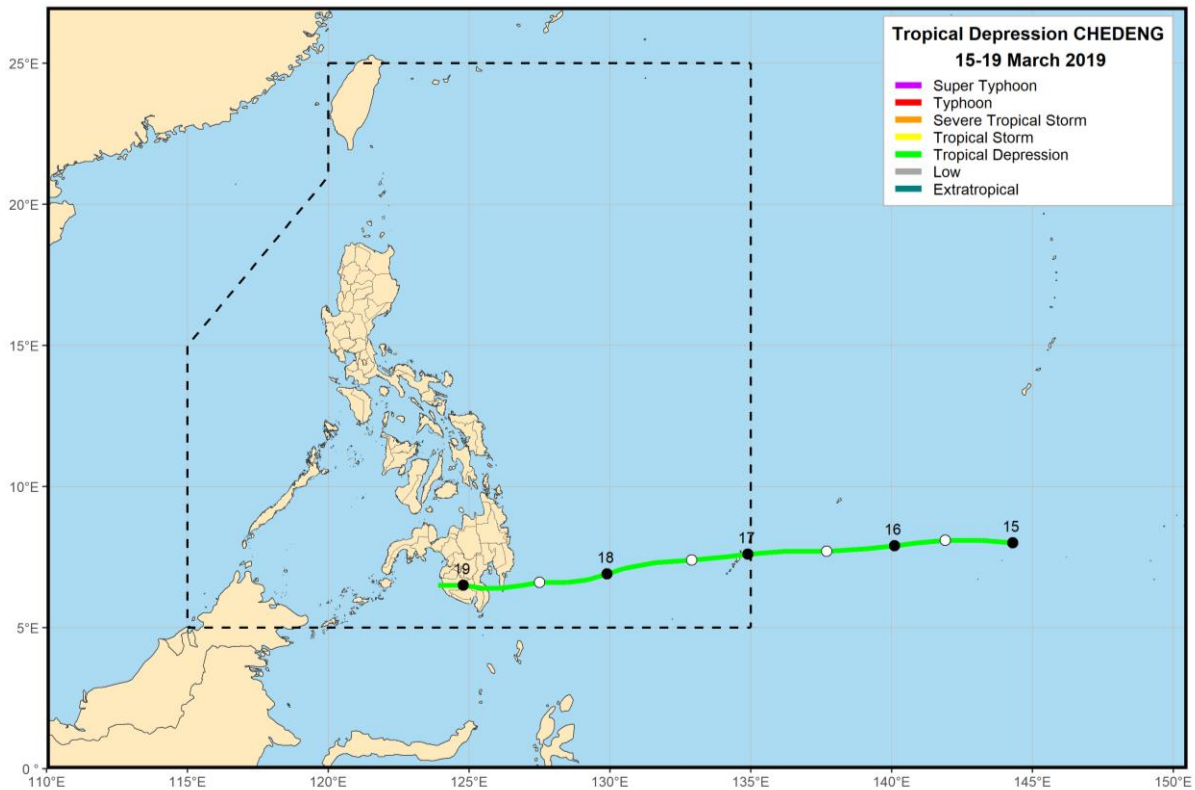 Tropical Depression CHEDENG
15-19 March 2019
Super Typhoon
Typhoon
Severe Tropical Storm
Tropical Storm
Tropical Depression
Low
Extratropical
25°E
20°E
15°E
10°E
5°E
0 °
19
18
17
16
15
110°E
115°E
120°E
125°E
130°E
135°E
140°E
145°E
150°E